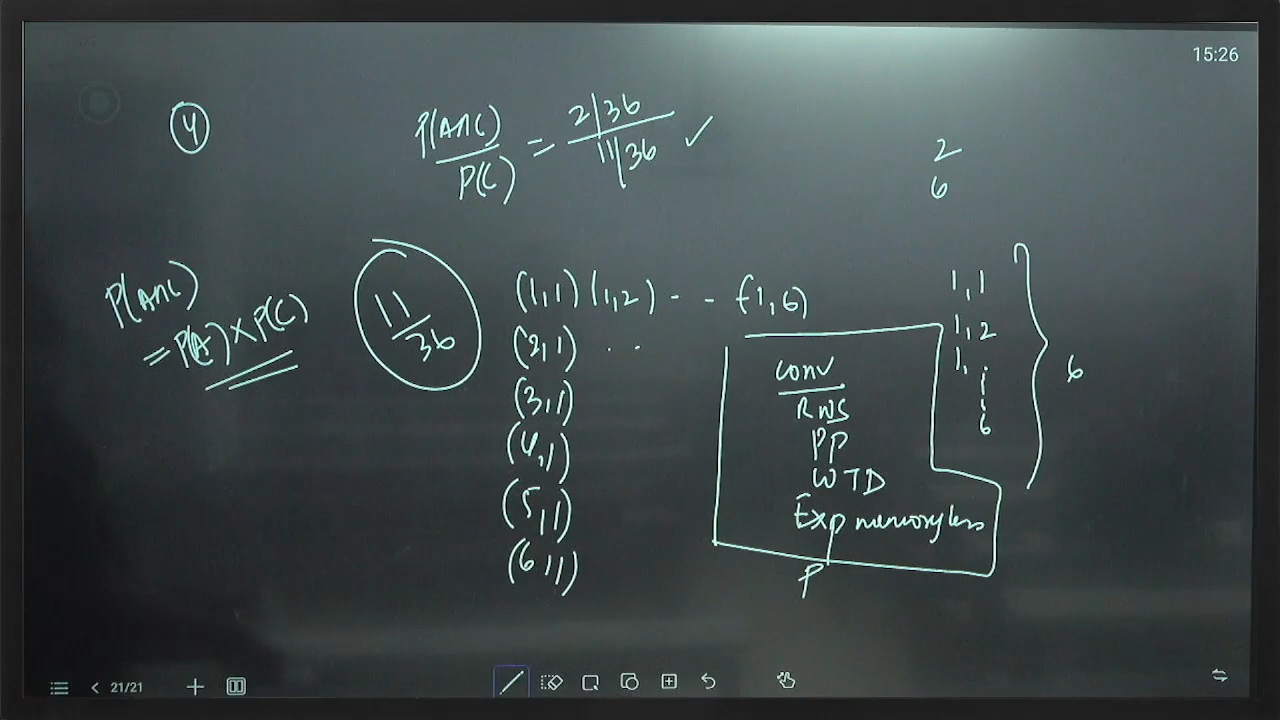 15:26
4
P(A∩C)/P(C) = 2/36 / 11/36 ✓
2
6
P(A∩C)
= P(A) × P(C)
11/36
(1,1) (1,2) - - (1,6)
(2,1) . .
(3,1)
(4,1)
(5,1)
(6,1)
1,1
1,2
1, .
6
6
conv
RNS
PP
WTD
Exp memoryless
P
21/21